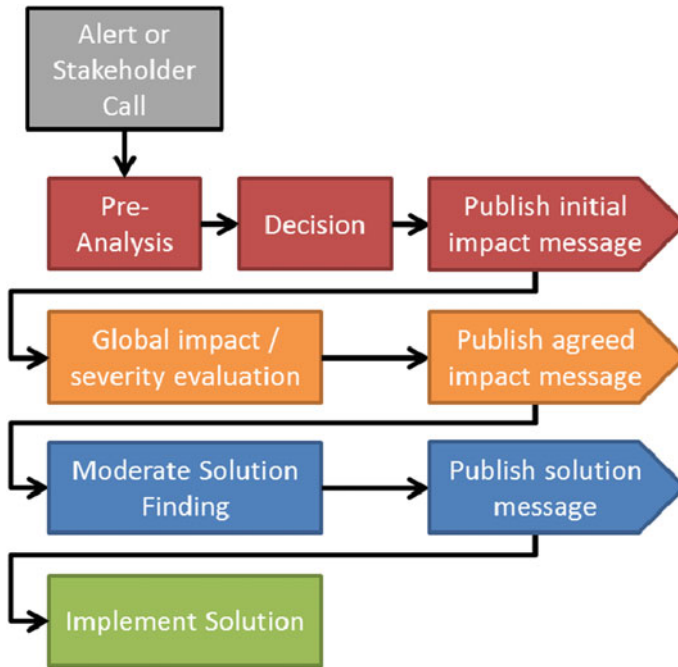 Alert or
Stakeholder
Call
Pre-
Analysis
Decision
Publish initial
impact message
Global impact /
severity evaluation
Publish agreed
impact message
Moderate Solution
Finding
Publish solution
message
Implement Solution